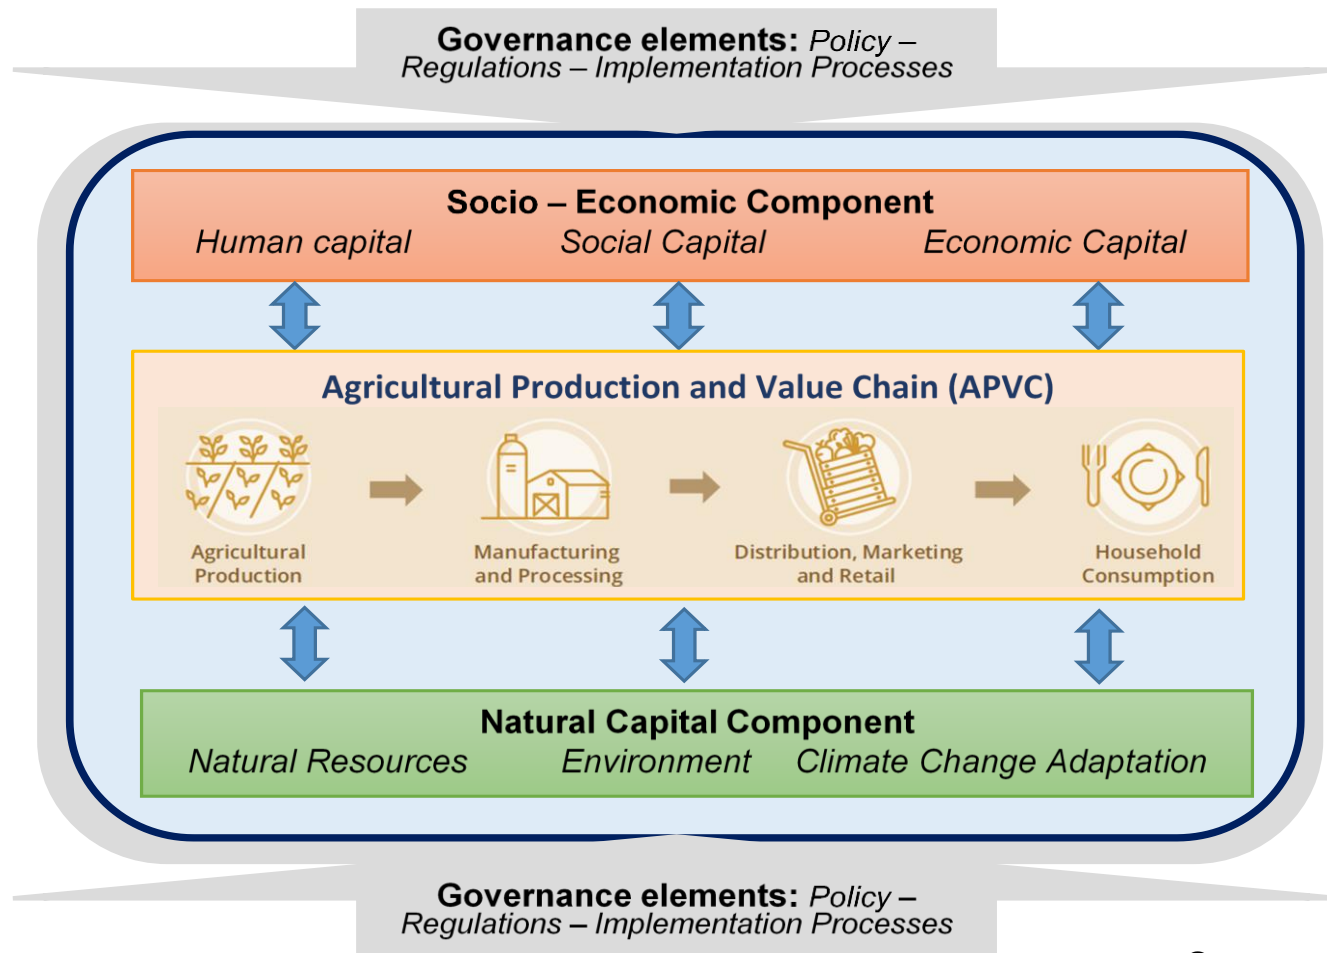 Governance elements: Policy –
Regulations – Implementation Processes
Socio – Economic Component
Human capital Social Capital Economic Capital
Agricultural Production and Value Chain (APVC)
Agricultural
Production
Manufacturing
and Processing
Distribution, Marketing
and Retail
Household
Consumption
Natural Capital Component
Natural Resources Environment Climate Change Adaptation
Governance elements: Policy –
Regulations – Implementation Processes